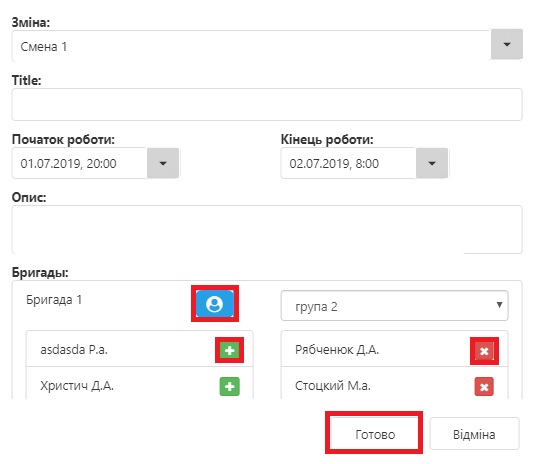 Зміна:
Смена 1
Title:
Початок роботи: Кінець роботи:
01.07.2019, 20:00 02.07.2019, 8:00
Опис:
Бригады:
Бригада 1 група 2
asdasda Р.а. Рябченюк Д.А.
Христич Д.А. Стоцкий М.а.
Готово Відміна